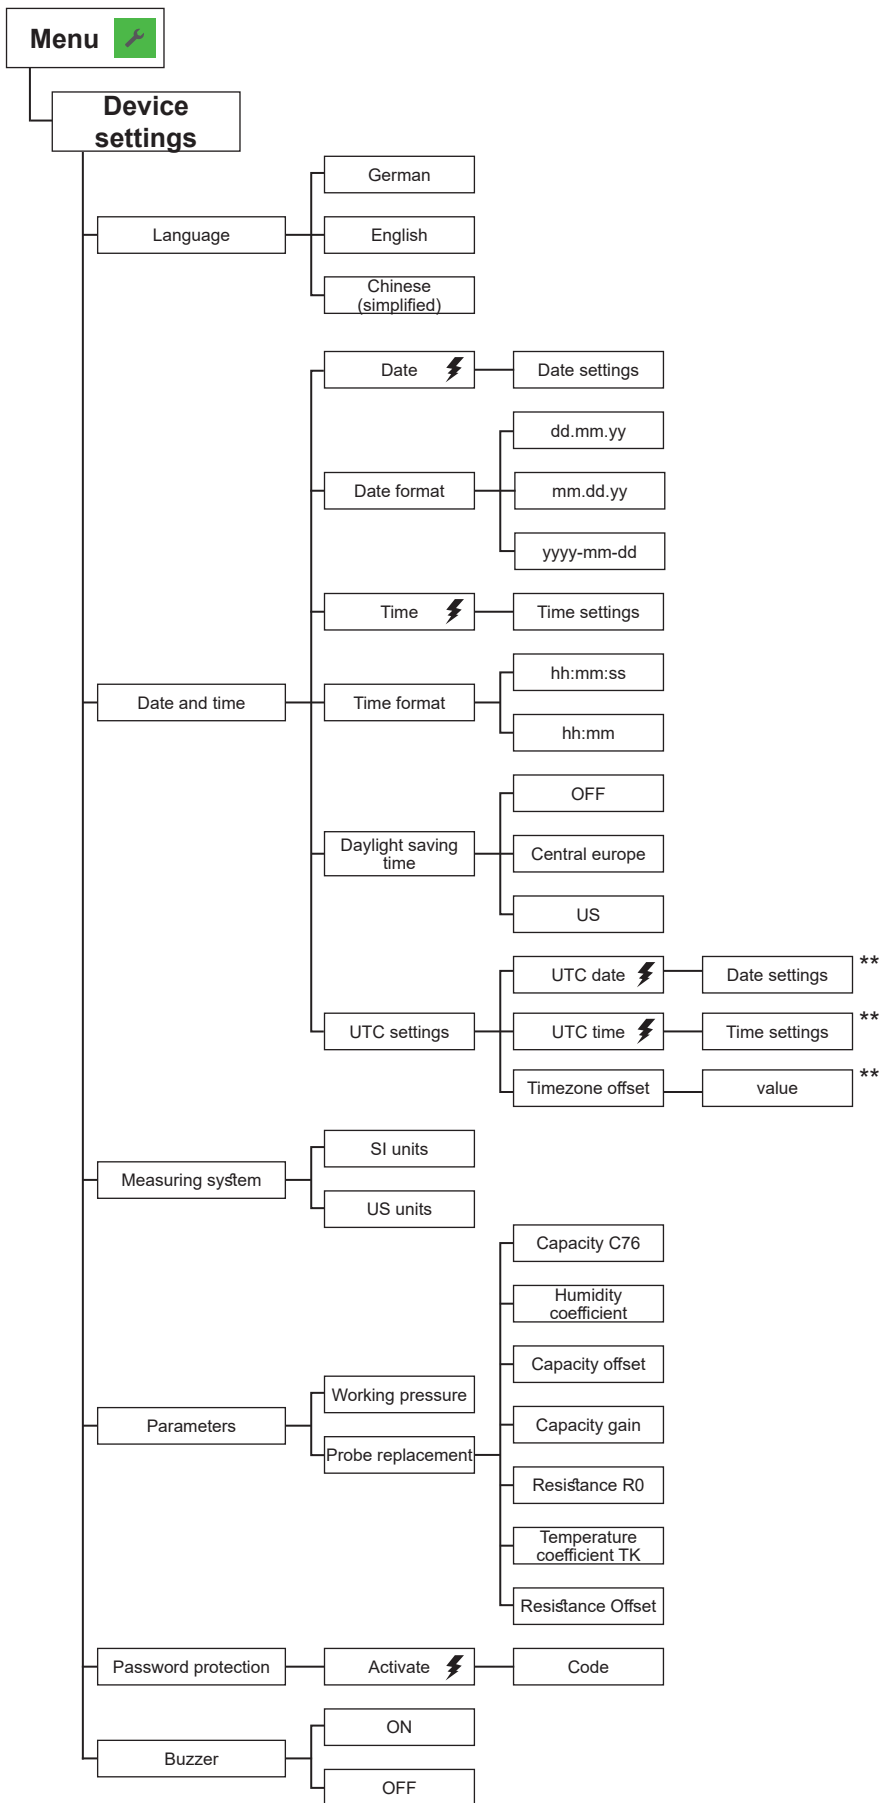 Menu
Device
settings
German
Language
English
Chinese
(simplified)
Date
Date settings
dd.mm.yy
Date format
mm.dd.yy
yyyy-mm-dd
Time
Time settings
hh:mm:ss
Date and time
Time format
hh:mm
OFF
Daylight saving
time
Central europe
US
UTC date
Date settings
**
UTC settings
UTC time
Time settings
**
Timezone offset
value
**
SI units
Measuring system
US units
Capacity C76
Humidity
coefficient
Capacity offset
Working pressure
Parameters
Capacity gain
Probe replacement
Resistance R0
Temperature
coefficient TK
Resistance Offset
Password protection
Activate
Code
ON
Buzzer
OFF